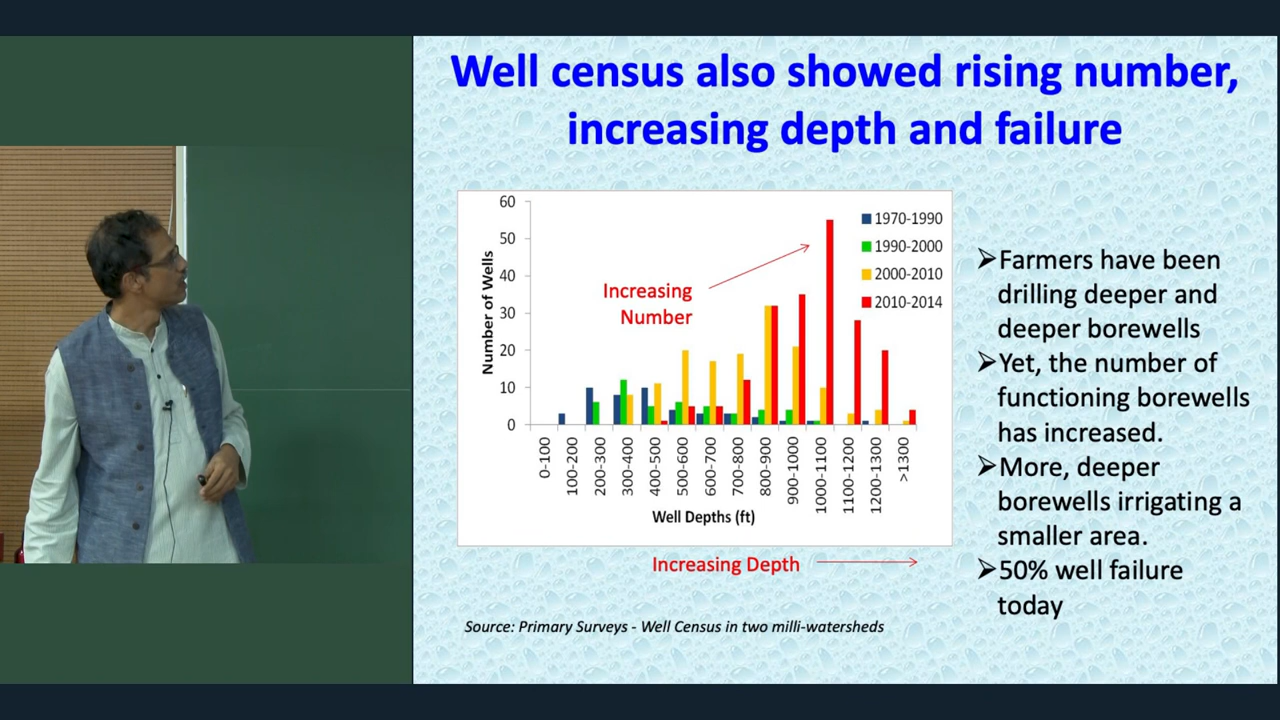 Well census also showed rising number,
increasing depth and failure
60
50
40
30
20
10
0
Number of Wells
Increasing
Number
1970-1990
1990-2000
2000-2010
2010-2014
0-100
100-200
200-300
300-400
400-500
500-600
600-700
700-800
800-900
900-1000
1000-1100
1100-1200
1200-1300
>1300
Well Depths (ft)
Increasing Depth
Source: Primary Surveys - Well Census in two milli-watersheds
➢Farmers have been
drilling deeper and
deeper borewells
➢Yet, the number of
functioning borewells
has increased.
➢More, deeper
borewells irrigating a
smaller area.
➢50% well failure
today